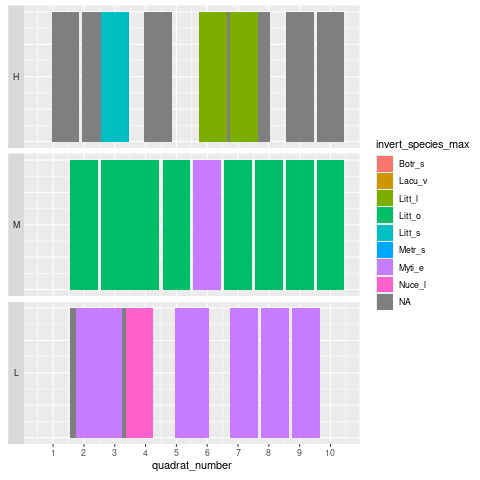 H
M
L
1 2 3 4 5 6 7 8 9 10
quadrat_number
invert_species_max
Botr_s
Lacu_v
Litt_l
Litt_o
Litt_s
Metr_s
Myti_e
Nuce_l
NA